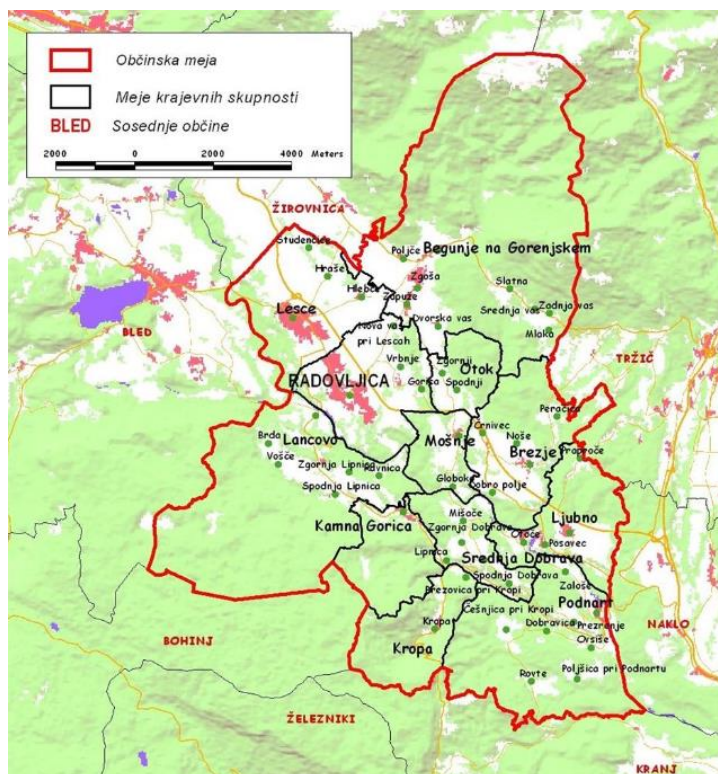 Občinska meja
Meje krajevnih skupnosti
BLED Sosednje občine
2000 0 2000 4000 Meters
ŽIROVNICA
Studenčice
Poljče
Begunje na Gorenjskem
Hraše
Zgoša
Slatna
Hlebce
Zapuže
Lesce
Srednja vas
Zadnja vas
BLED
Nova vas
pri Lescah
Dvorska vas
Mlaka
TRŽIČ
Vrbnje
Zgornji
Otok
RADOVLJICA
Gorica
Spodnji
Peračica
Lancovo
Mošnje
Črnivec
Noše
Brda
Brezje
Praproče
Vošče
Zgornja Lipnica
Ravnica
Spodnja Lipnica
Globoko
Dobro polje
Kamna Gorica
Mišače
Ljubno
Zgornja Dobrava
Otoče
Posavec
Lipnica
Srednja Dobrava
Spodnja Dobrava
Zaloše
Brezovica pri Kropi
Podnart
Češnjica pri Kropi
Kropa
Dobravica
Prezrenje
NAKLO
BOHINJ
Kropa
Ovsiše
Rovte
Poljšica pri Podnartu
ŽELEZNIKI
KRANJ